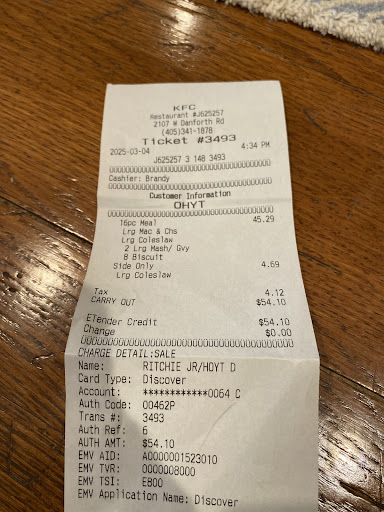 KFC
Restaurant #J625257
2107 W Danforth Rd
(405)341-1878
Ticket #3493
2025-03-04 4:34 PM
J625257 3 148 3493
Cashier: Brandy
Customer Information
OHYT
16pc Meal 45.29
Lrg Mac & Chs
Lrg Coleslaw
2 Lrg Mash/ Gvy
8 Biscuit
Side Only 4.69
Lrg Coleslaw
Tax 4.12
CARRY OUT $54.10
ETender Credit $54.10
Change $0.00
CHARGE DETAIL:SALE
Name: RITCHIE JR/HOYT D
Card Type: Discover
Account: ************0064 C
Auth Code: 00462P
Trans #: 3493
Auth Ref: 6
AUTH AMT: $54.10
EMV AID: A0000001523010
EMV TVR: 0000008000
EMV TSI: E800
EMV Application Name: Discover